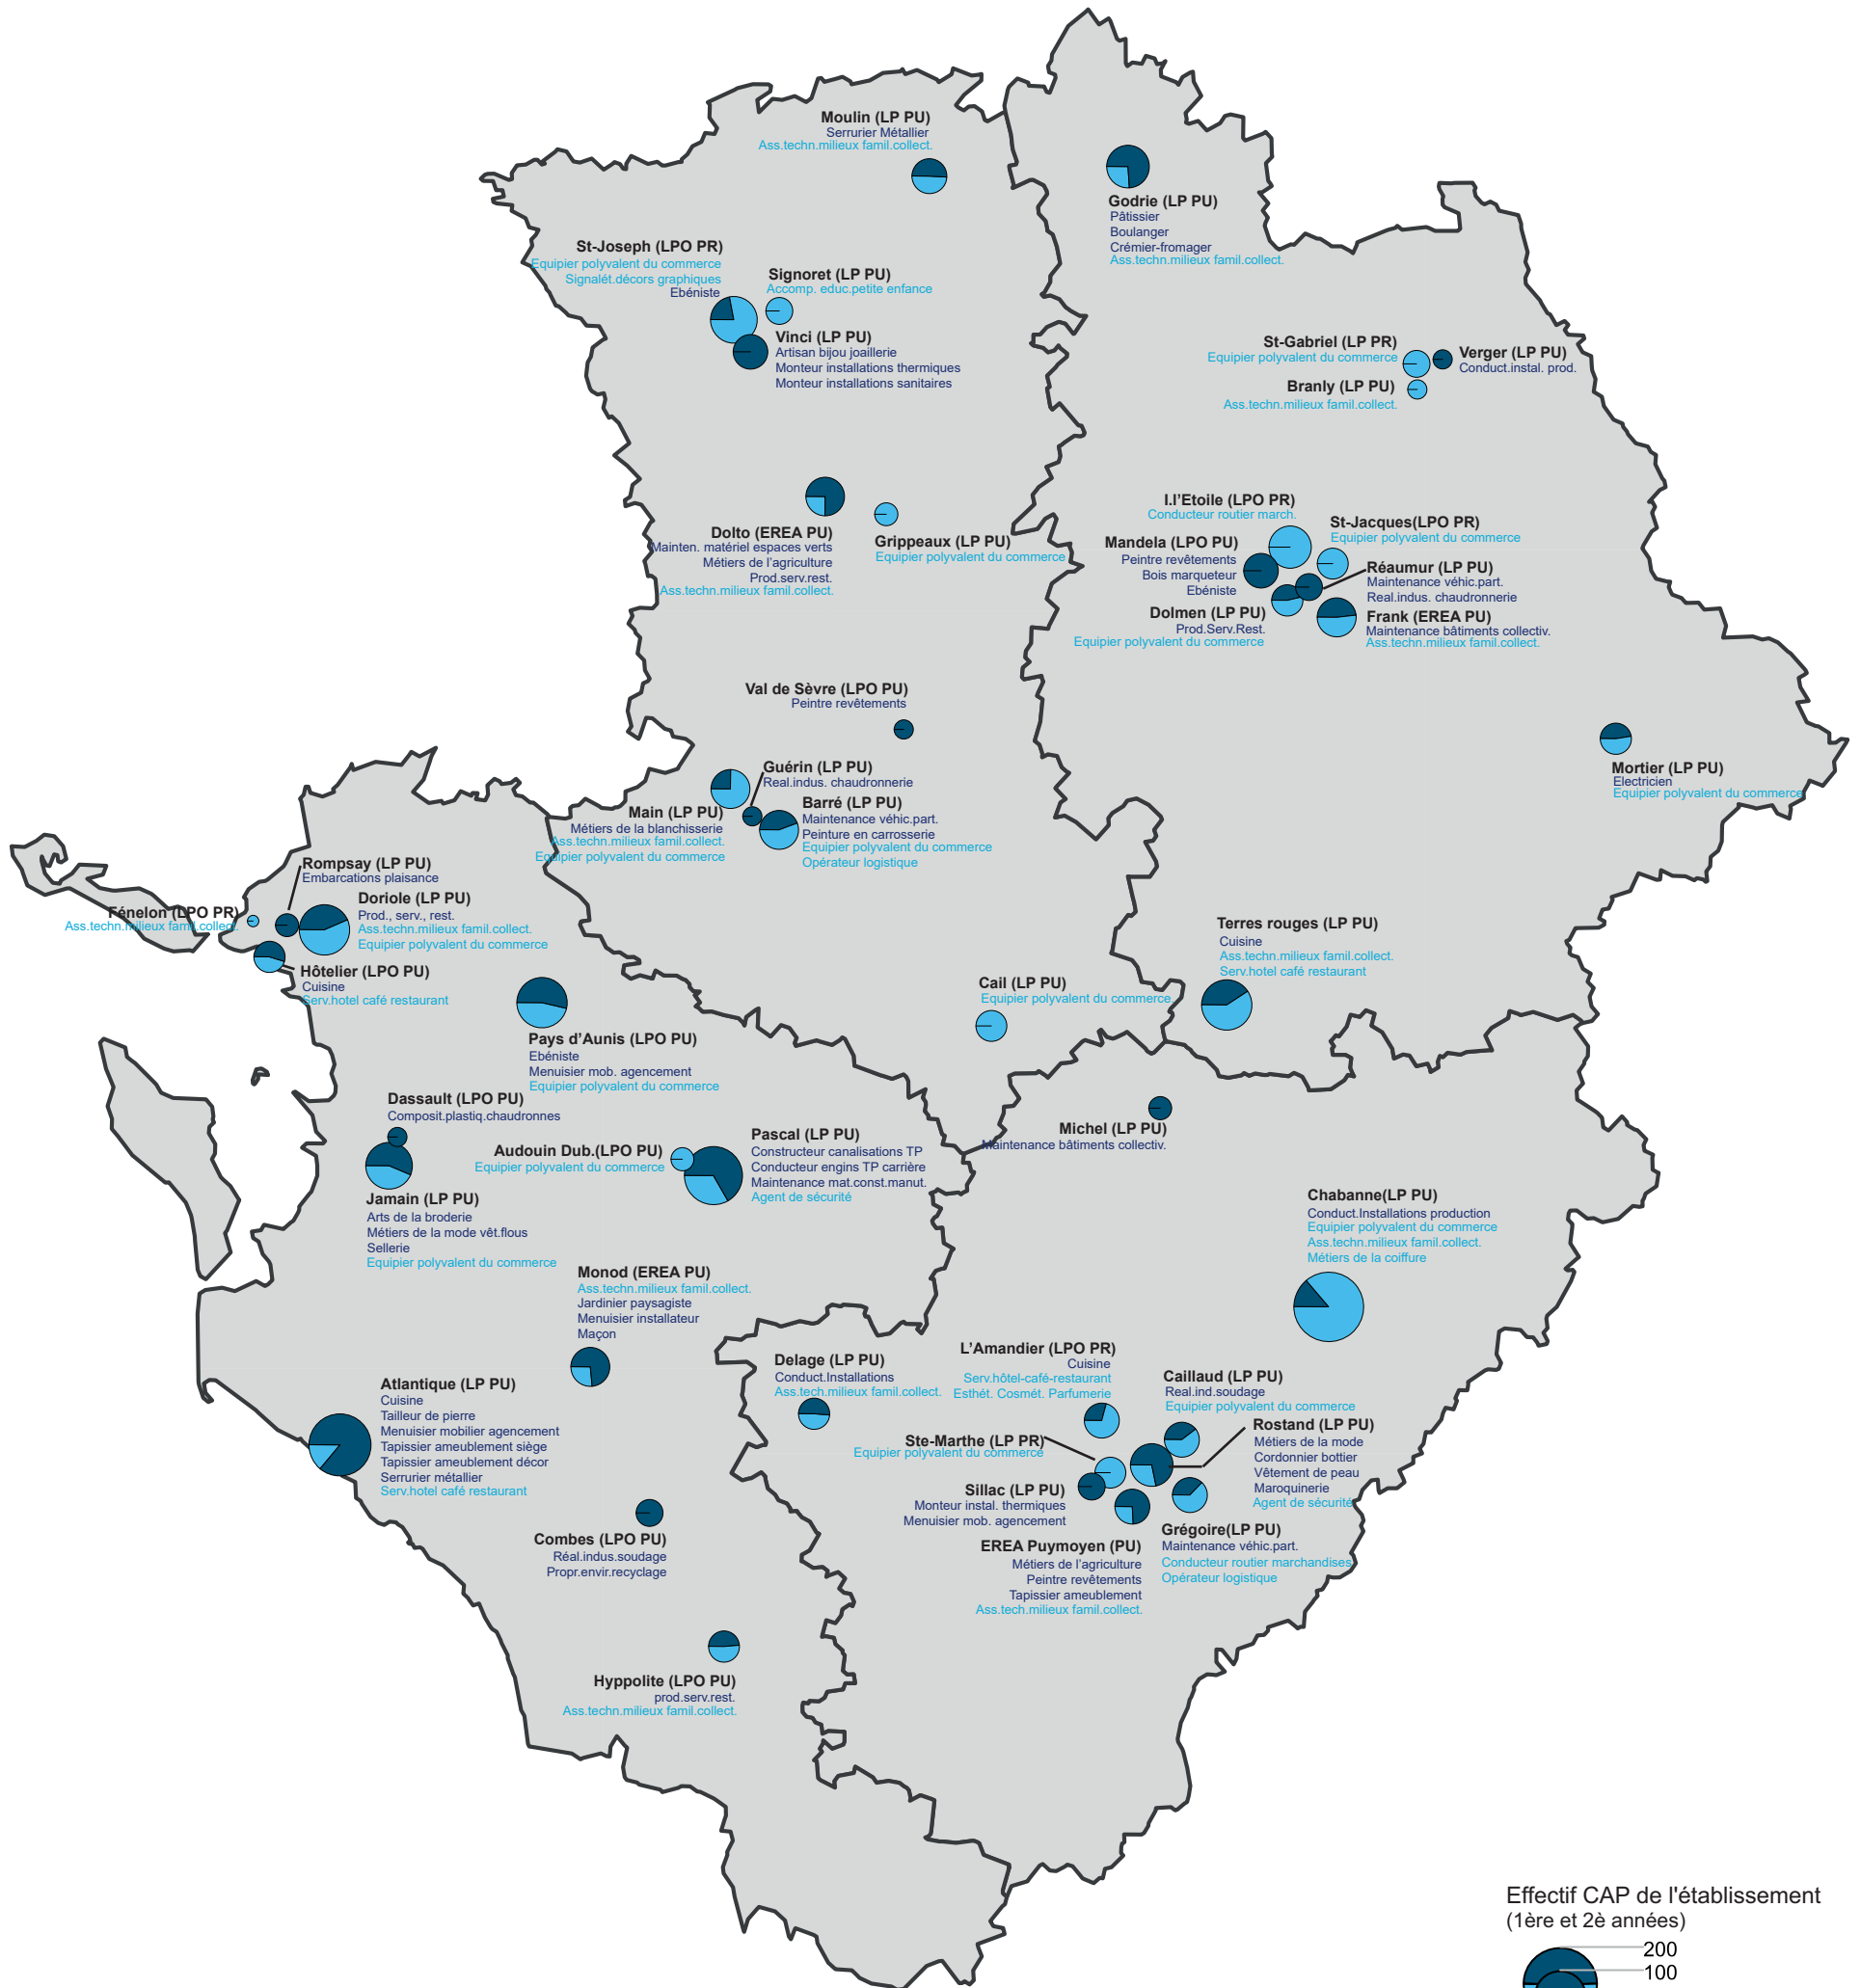 Moulin (LP PU)
Serrurier Métallier
Ass.techn.milieux famil.collect.
Godrie (LP PU)
Pâtissier
Boulanger
Crémier-fromager
Ass.techn.milieux famil.collect.
St-Joseph (LPO PR)
Equipier polyvalent du commerce
Signalét.décors graphiques
Ebéniste
Signoret (LP PU)
Accomp. educ.petite enfance
Vinci (LP PU)
Artisan bijou joaillerie
Monteur installations thermiques
Monteur installations sanitaires
St-Gabriel (LP PR)
Equipier polyvalent du commerce
Verger (LP PU)
Conduct.instal. prod.
Branly (LP PU)
Ass.techn.milieux famil.collect.
Dolto (EREA PU)
Mainten. matériel espaces verts
Métiers de l'agriculture
Prod.serv.rest.
Ass.techn.milieux famil.collect.
Grippeaux (LP PU)
Equipier polyvalent du commerce
I.l'Etoile (LPO PR)
Conducteur routier march.
St-Jacques(LPO PR)
Equipier polyvalent du commerce
Mandela (LPO PU)
Peintre revêtements
Bois marqueteur
Ebéniste
Réaumur (LP PU)
Maintenance véhic.part.
Real.indus. chaudronnerie
Dolmen (LP PU)
Prod.Serv.Rest.
Equipier polyvalent du commerce
Frank (EREA PU)
Maintenance bâtiments collectiv.
Ass.techn.milieux famil.collect.
Val de Sèvre (LPO PU)
Peintre revêtements
Mortier (LP PU)
Electricien
Equipier polyvalent du commerce
Guérin (LP PU)
Real.indus. chaudronnerie
Main (LP PU)
Métiers de la blanchisserie
Ass.techn.milieux famil.collect.
Equipier polyvalent du commerce
Barré (LP PU)
Maintenance véhic.part.
Peinture en carrosserie
Equipier polyvalent du commerce
Opérateur logistique
Rompsay (LP PU)
Embarcations plaisance
Fénelon (LPO PR)
Ass.techn.milieux famil.collect.
Doriole (LP PU)
Prod., serv., rest.
Ass.techn.milieux famil.collect.
Equipier polyvalent du commerce
Hôtelier (LPO PU)
Cuisine
Serv.hotel café restaurant
Terres rouges (LP PU)
Cuisine
Ass.techn.milieux famil.collect.
Serv.hotel café restaurant
Cail (LP PU)
Equipier polyvalent du commerce
Pays d'Aunis (LPO PU)
Ebéniste
Menuisier mob. agencement
Equipier polyvalent du commerce
Dassault (LPO PU)
Composit.plastiq.chaudronnes
Jamain (LP PU)
Arts de la broderie
Métiers de la mode vêt.flous
Sellerie
Equipier polyvalent du commerce
Audouin Dub.(LPO PU)
Equipier polyvalent du commerce
Pascal (LP PU)
Constructeur canalisations TP
Conducteur engins TP carrière
Maintenance mat.const.manut.
Agent de sécurité
Michel (LP PU)
Maintenance bâtiments collectiv.
Chabanne(LP PU)
Conduct.Installations production
Equipier polyvalent du commerce
Ass.techn.milieux famil.collect.
Métiers de la coiffure
Monod (EREA PU)
Ass.techn.milieux famil.collect.
Jardinier paysagiste
Menuisier installateur
Maçon
Atlantique (LP PU)
Cuisine
Tailleur de pierre
Menuisier mobilier agencement
Tapissier ameublement siège
Tapissier ameublement décor
Serrurier métallier
Serv.hotel café restaurant
Delage (LP PU)
Conduct.Installations
Ass.tech.milieux famil.collect.
L'Amandier (LPO PR)
Cuisine
Serv.hôtel-café-restaurant
Esthét. Cosmét. Parfumerie
Caillaud (LP PU)
Real.ind.soudage
Equipier polyvalent du commerce
Ste-Marthe (LP PR)
Equipier polyvalent du commerce
Rostand (LP PU)
Métiers de la mode
Cordonnier bottier
Vêtement de peau
Maroquinerie
Agent de sécurité
Sillac (LP PU)
Monteur instal. thermiques
Menuisier mob. agencement
Grégoire(LP PU)
Maintenance véhic.part.
Conducteur routier marchandises
Opérateur logistique
EREA Puymoyen (PU)
Métiers de l'agriculture
Peintre revêtements
Tapissier ameublement
Ass.tech.milieux famil.collect.
Combes (LPO PU)
Réal.indus.soudage
Propr.envir.recyclage
Hyppolite (LPO PU)
prod.serv.rest.
Ass.techn.milieux famil.collect.
Effectif CAP de l'établissement
(1ère et 2è années)
200
100